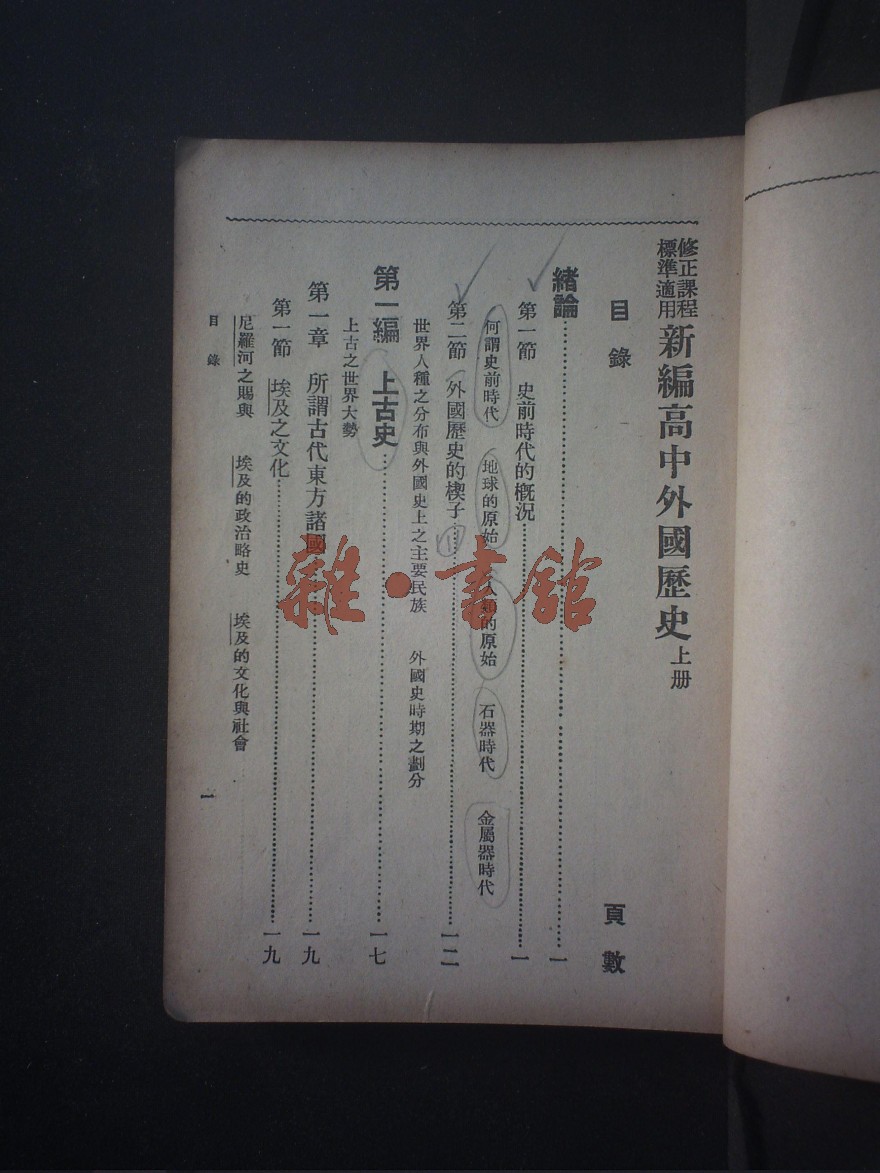 修正課程標準適用 新編高中外國歷史 上册
目錄 頁數
緒論 一
第一節 史前時代的概況 一
何謂史前時代 地球的原始 人類的原始 石器時代 金屬器時代
第二節 外國歷史的楔子 一二
世界人種之分布與外國史上之主要民族 外國史時期之劃分
第一編 上古史 一七
上古之世界大勢
第一章 所謂古代東方諸國 一九
第一節 埃及之文化 一九
尼羅河之賜與 埃及的政治略史 埃及的文化與社會
目錄 一
雜·書館